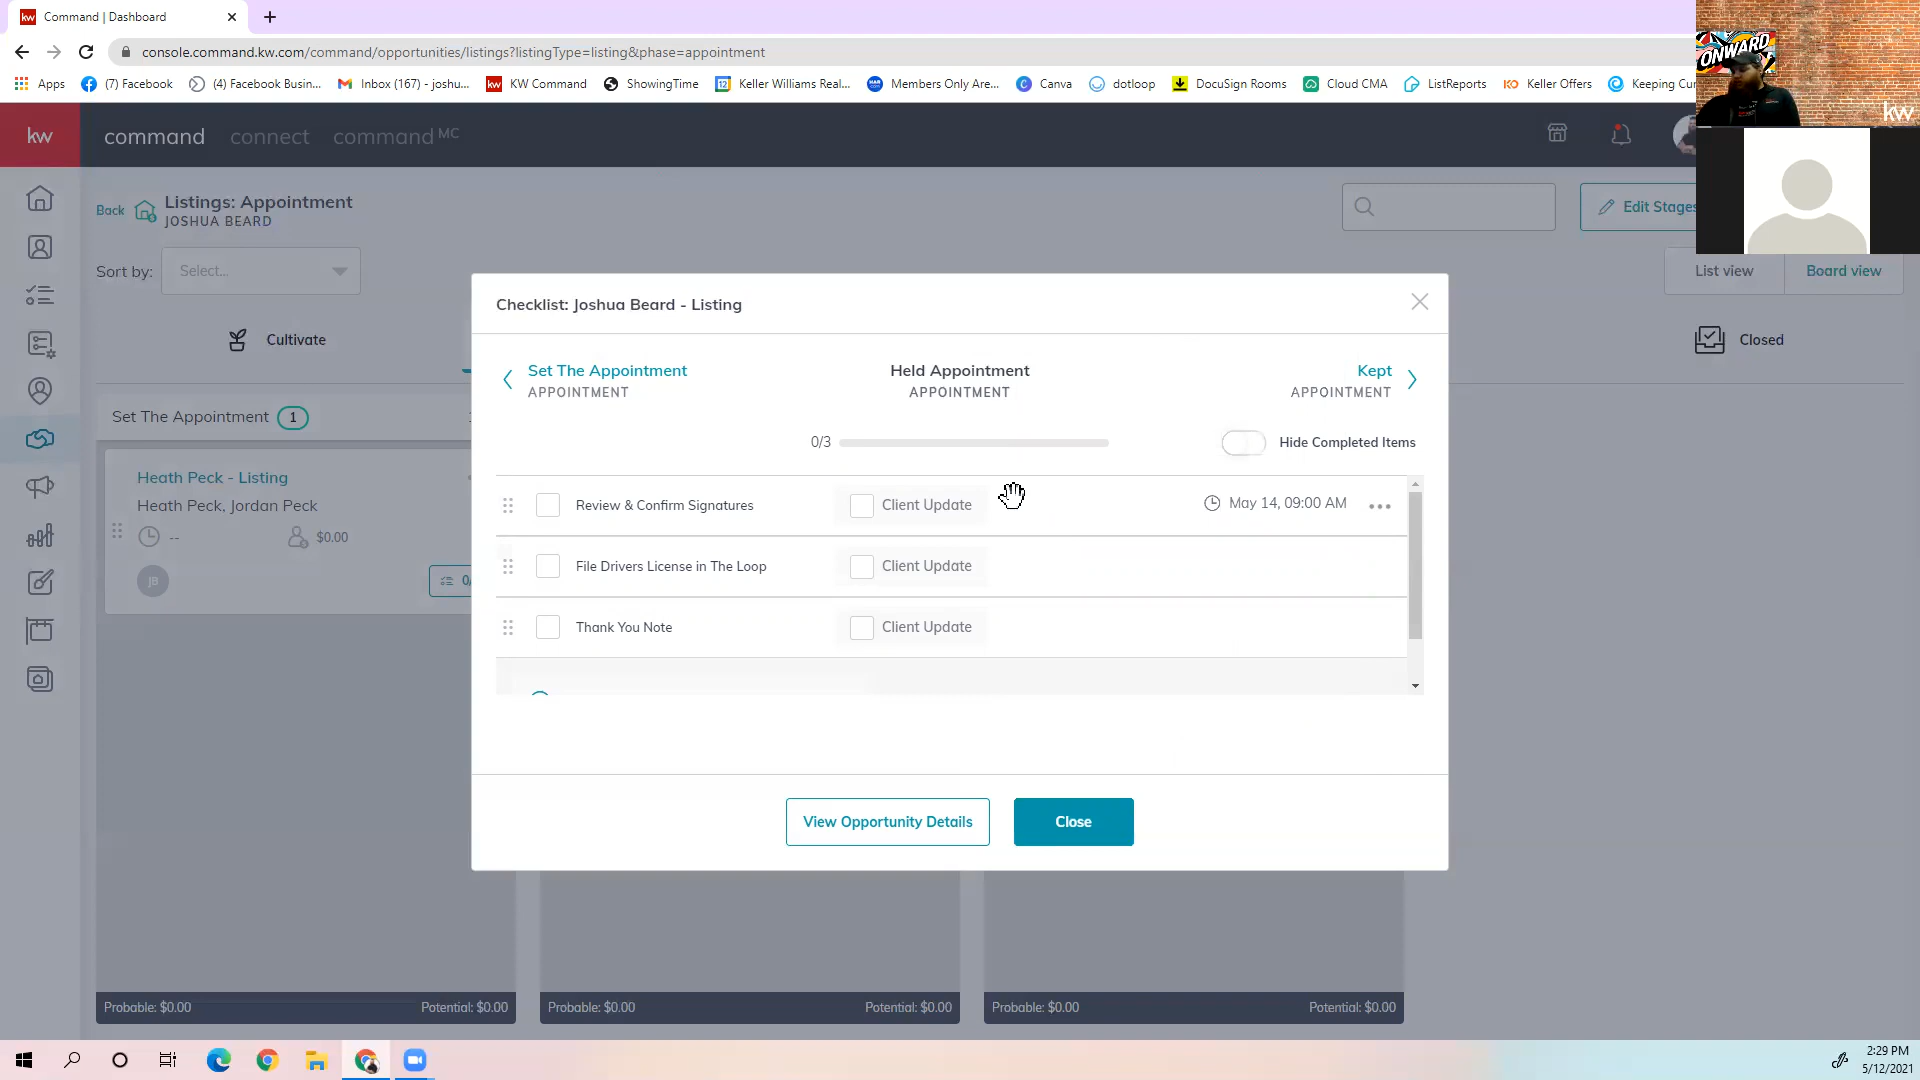 Command | Dashboard
console.command.kw.com/command/opportunities/listings?listingType=listing&phase=appointment
Apps
(7) Facebook
(4) Facebook Busin...
Inbox (167) - joshu...
KW Command
ShowingTime
Keller Williams Real...
Members Only Are...
Canva
dotloop
DocuSign Rooms
Cloud CMA
ListReports
Keller Offers
Keeping Cu
ONWARD
kw
kw
command
connect
command MC
Back
Listings: Appointment
JOSHUA BEARD
Edit Stages
Sort by:
Select...
List view
Board view
Cultivate
Closed
Set The Appointment
1
Heath Peck - Listing
Heath Peck, Jordan Peck
--
$0.00
JB
Checklist: Joshua Beard - Listing
Set The Appointment
APPOINTMENT
Held Appointment
APPOINTMENT
Kept
APPOINTMENT
0/3
Hide Completed Items
Review & Confirm Signatures
Client Update
May 14, 09:00 AM
File Drivers License in The Loop
Client Update
Thank You Note
Client Update
View Opportunity Details
Close
Probable: $0.00
Potential: $0.00
Probable: $0.00
Potential: $0.00
Probable: $0.00
Potential: $0.00
2:29 PM
5/12/2021